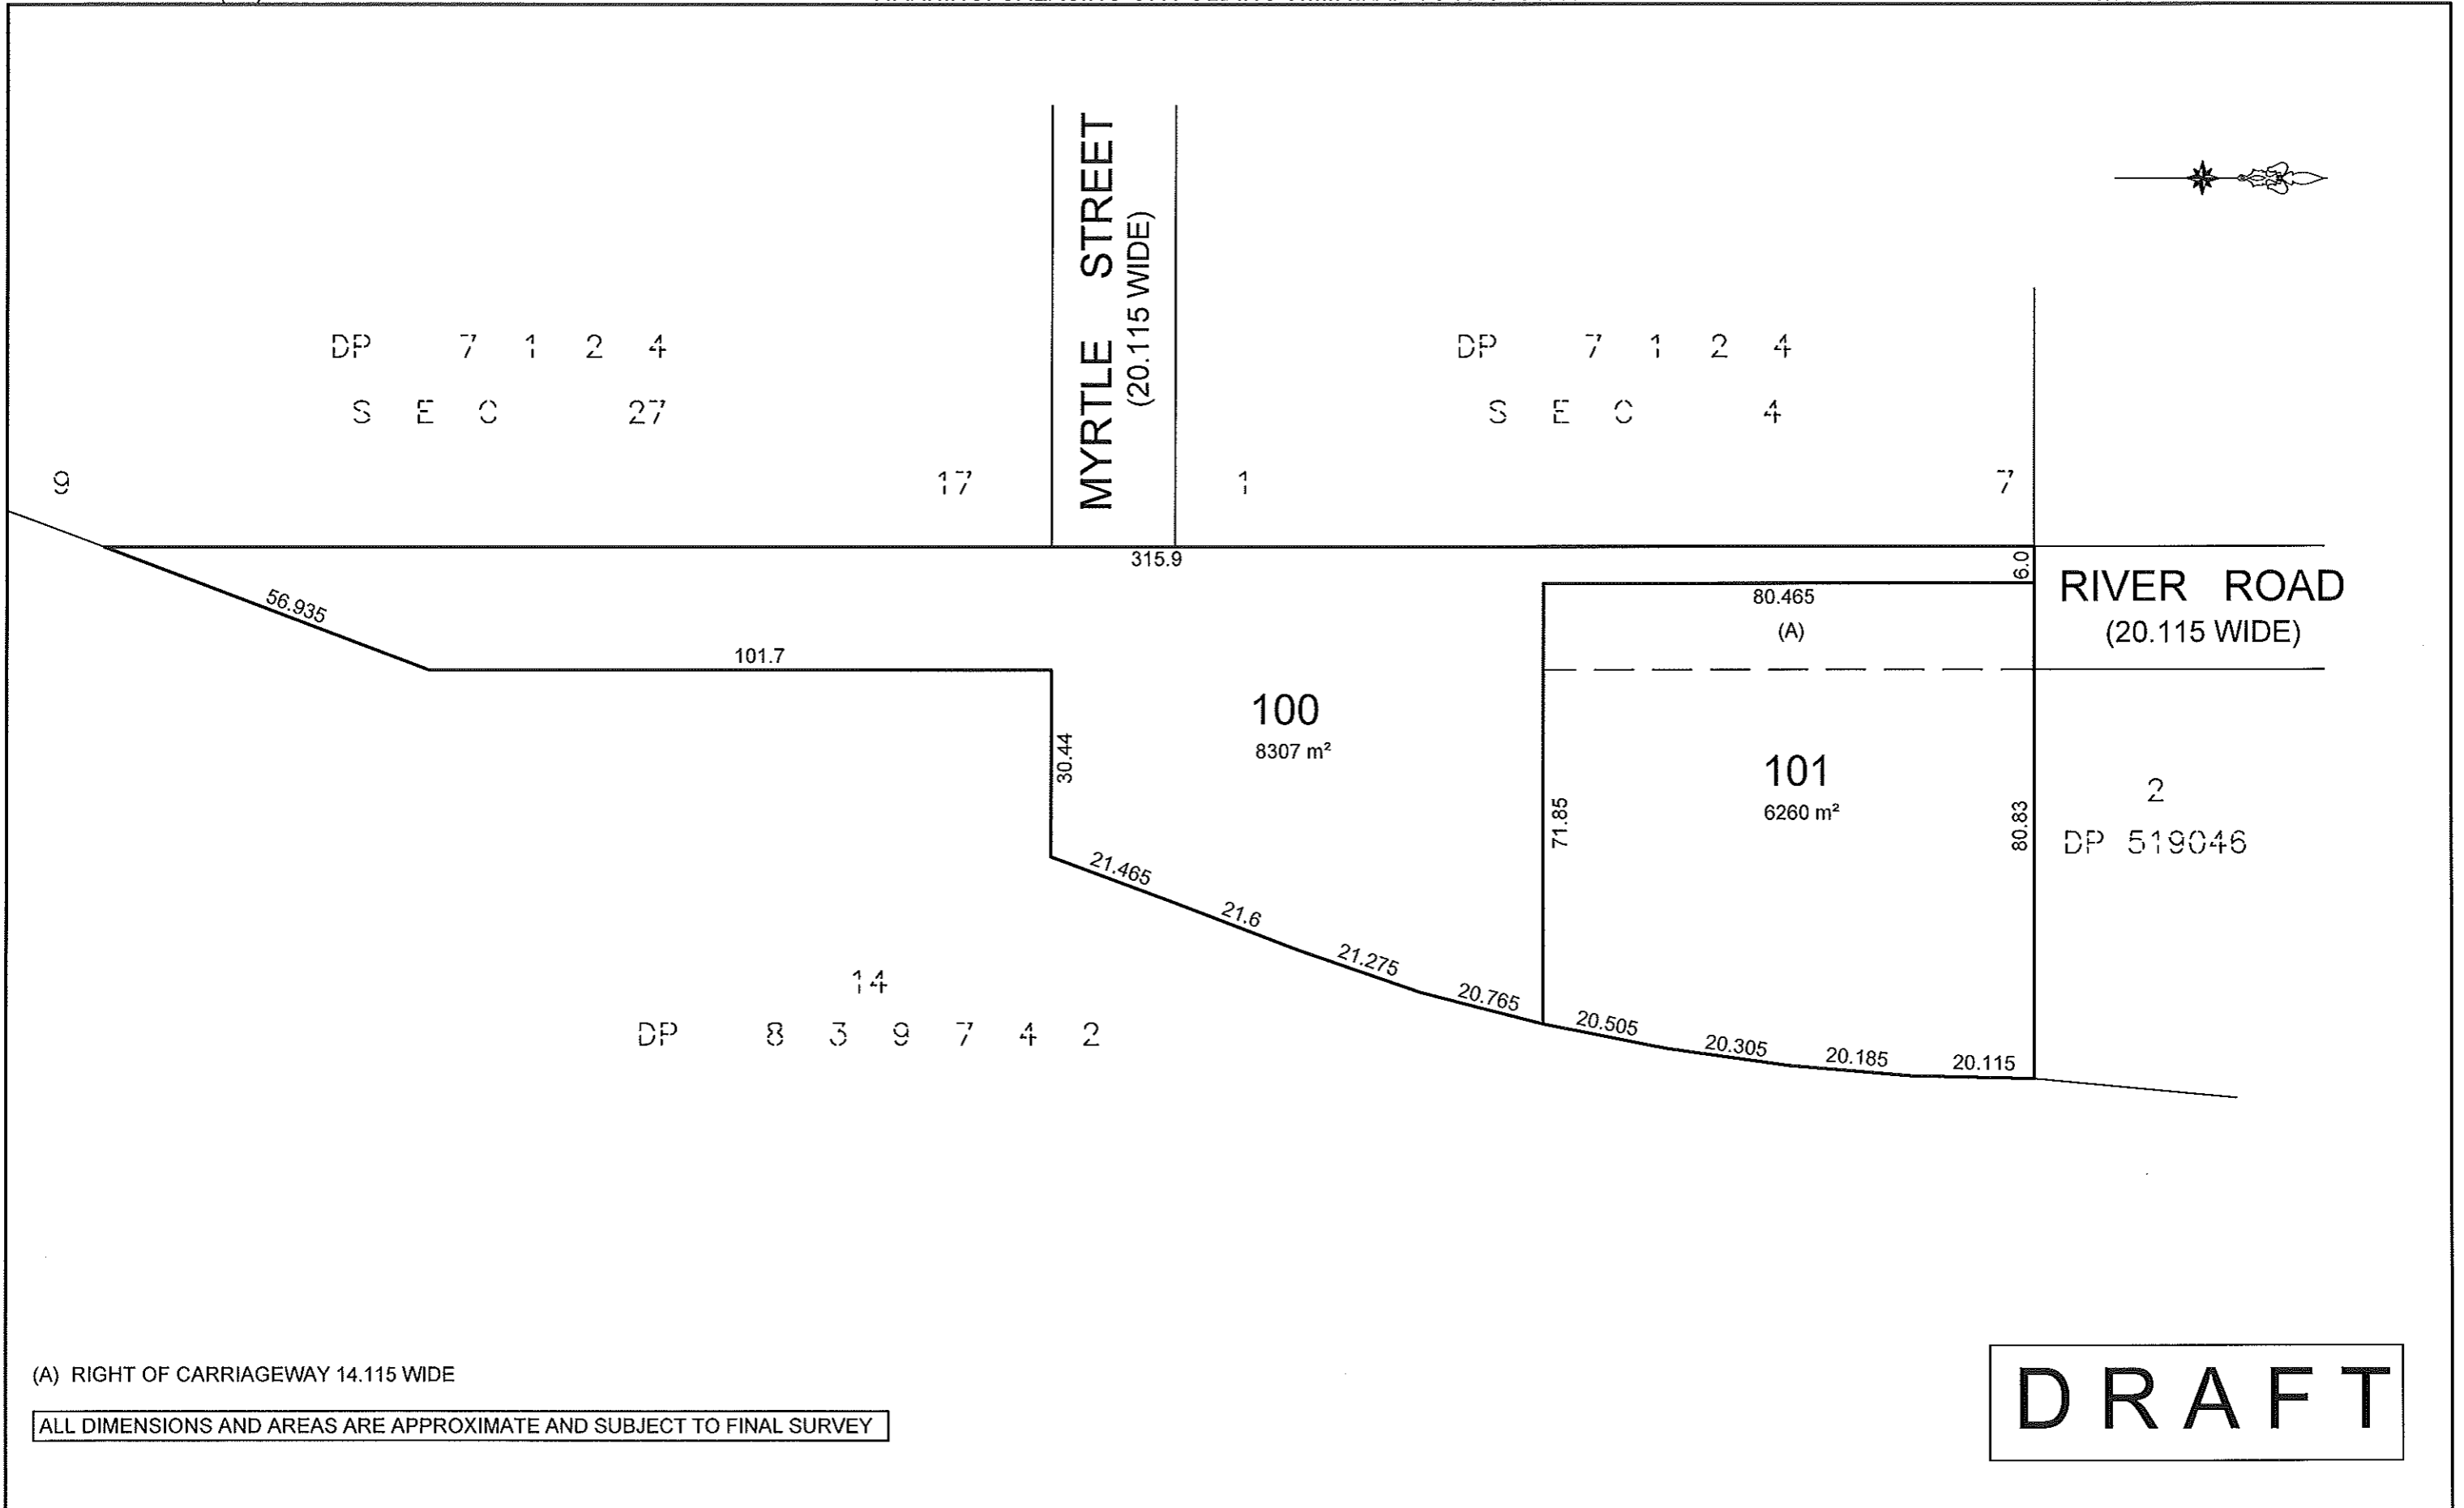 MYRTLE STREET
(20.115 WIDE)
DP 7 1 2 4
S E C 27
9
17
DP 7 1 2 4
S E C 4
1
7
315.9
6.0
RIVER ROAD
(20.115 WIDE)
56.935
80.465
(A)
101.7
100
8307 m²
30.44
101
6260 m²
71.85
80.83
2
DP 519046
21.465
21.6
21.275
20.765
20.505
20.305
20.185
20.115
14
DP 8 3 9 7 4 2
(A) RIGHT OF CARRIAGEWAY 14.115 WIDE
ALL DIMENSIONS AND AREAS ARE APPROXIMATE AND SUBJECT TO FINAL SURVEY
D R A F T